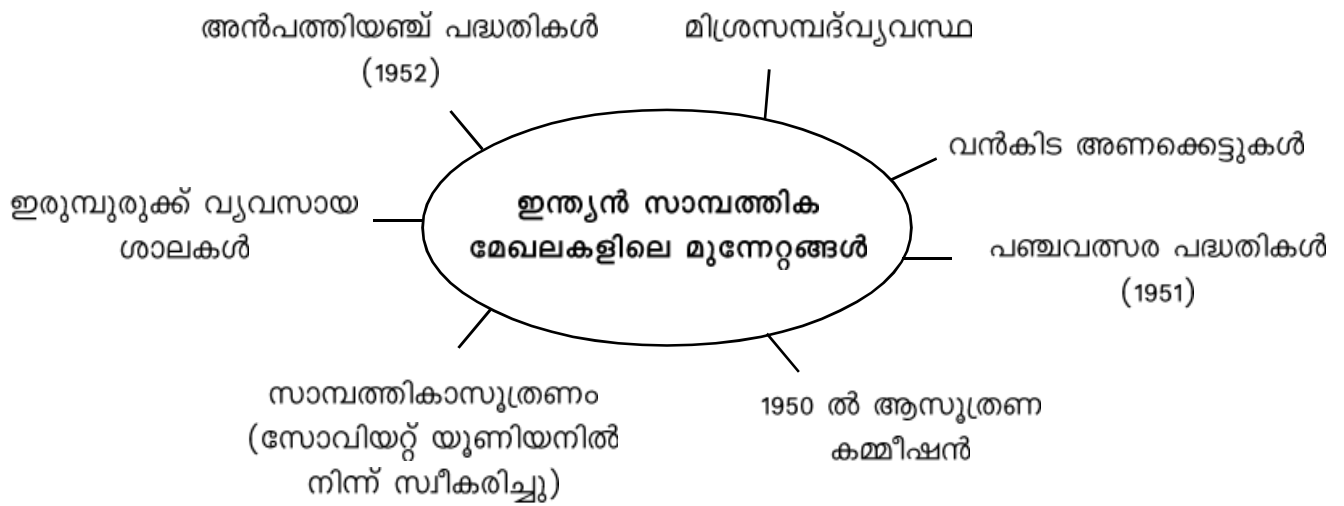 അൻപത്തിയഞ്ച് പദ്ധതികൾ
(1952)
മിശ്രസമ്പദ്‌വ്യവസ്ഥ
വൻകിട അണക്കെട്ടുകൾ
ഇരുമ്പുരുക്ക് വ്യവസായ
ശാലകൾ
ഇന്ത്യൻ സാമ്പത്തിക
മേഖലകളിലെ മുന്നേറ്റങ്ങൾ
പഞ്ചവത്സര പദ്ധതികൾ
(1951)
സാമ്പത്തികാസൂത്രണം
(സോവിയറ്റ് യൂണിയനിൽ
നിന്ന് സ്വീകരിച്ചു)
1950 ൽ ആസൂത്രണ
കമ്മീഷൻ